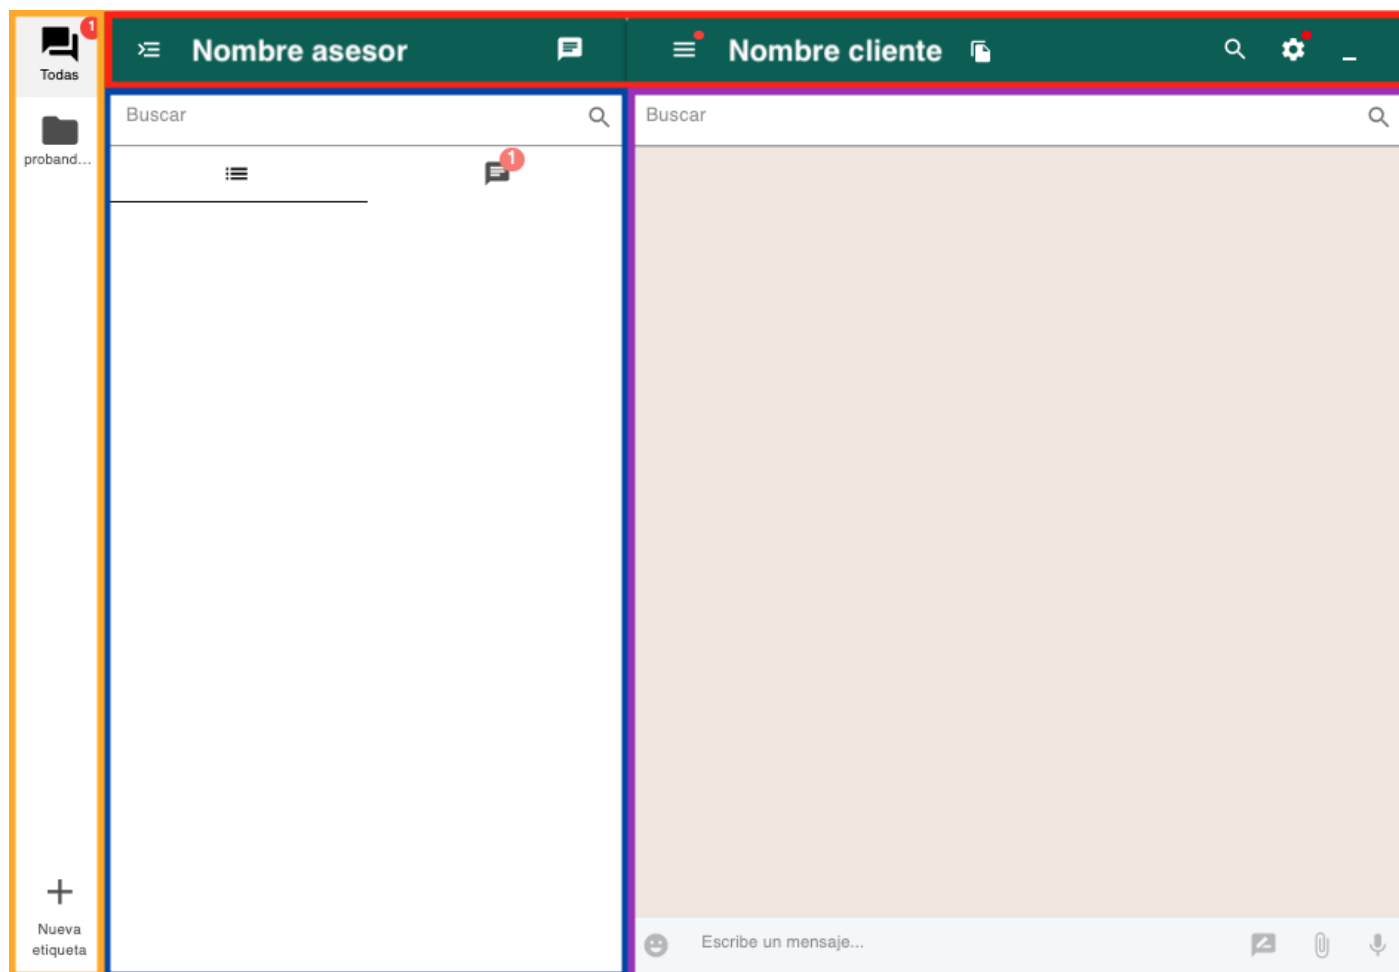 1
Todas
proband...
Nueva
etiqueta
Nombre asesor
Nombre cliente
Buscar
1
Buscar
Escribe un mensaje...